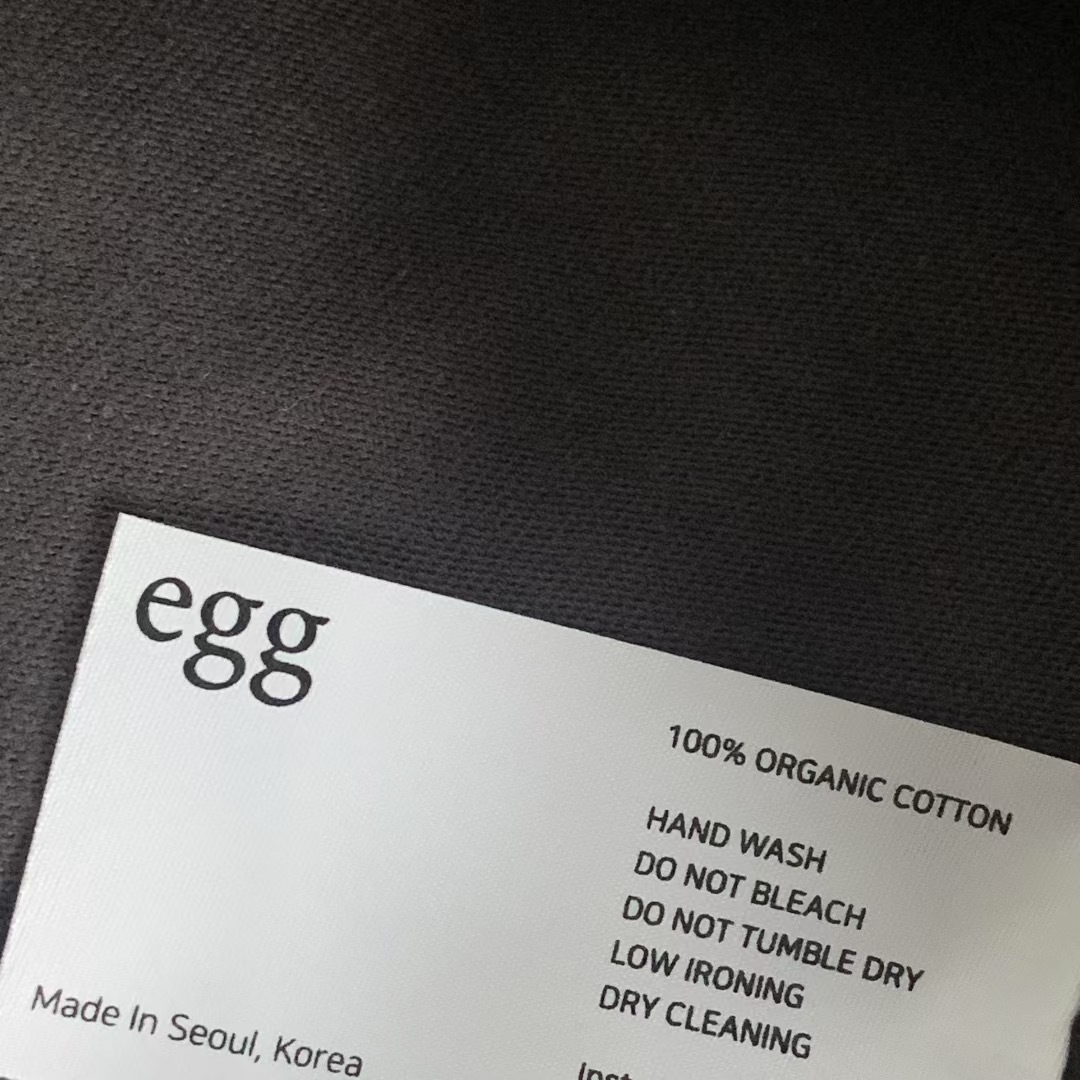 egg
100% ORGANIC COTTON
HAND WASH
DO NOT BLEACH
DO NOT TUMBLE DRY
LOW IRONING
DRY CLEANING
Made In Seoul, Korea